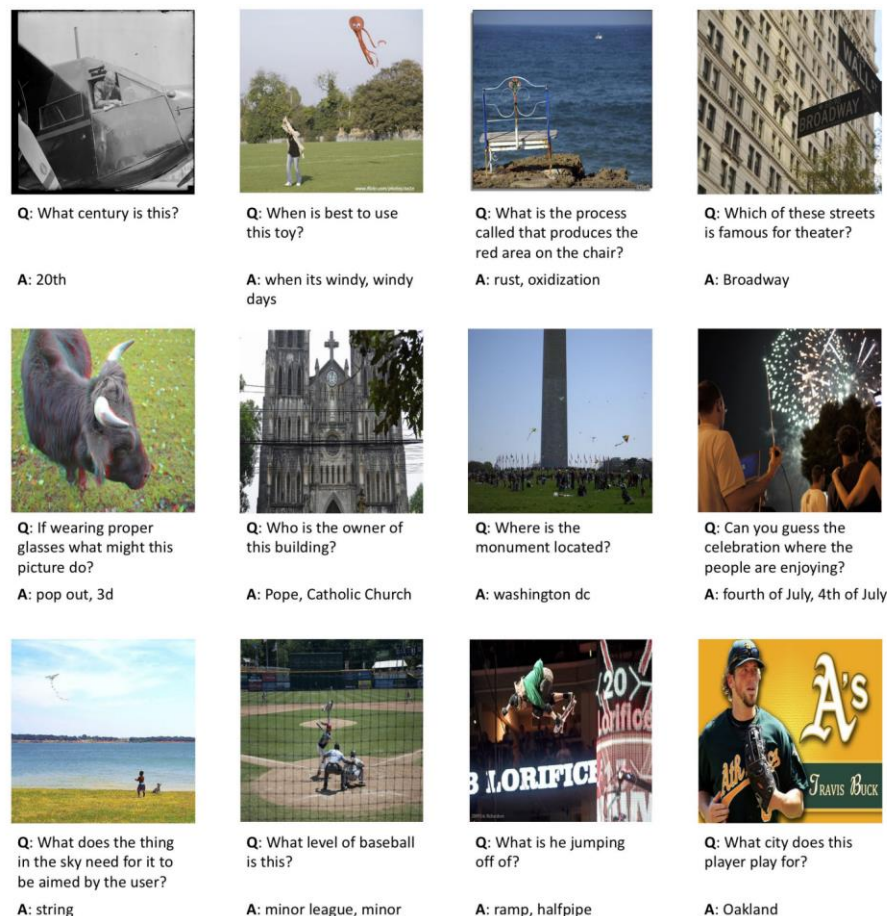 WALL St
BROADWAY
www.flickr.com/photos/
Q: What century is this?
A: 20th
Q: When is best to use
this toy?
A: when its windy, windy
days
Q: What is the process
called that produces the
red area on the chair?
A: rust, oxidization
Q: Which of these streets
is famous for theater?
A: Broadway
Q: If wearing proper
glasses what might this
picture do?
A: pop out, 3d
Q: Who is the owner of
this building?
A: Pope, Catholic Church
Q: Where is the
monument located?
A: washington dc
Q: Can you guess the
celebration where the
people are enjoying?
A: fourth of July, 4th of July
20
lorific
LORIFIC
A's
TRAVIS BUCK
Q: What does the thing
in the sky need for it to
be aimed by the user?
A: string
Q: What level of baseball
is this?
A: minor league, minor
Q: What is he jumping
off of?
A: ramp, halfpipe
Q: What city does this
player play for?
A: Oakland